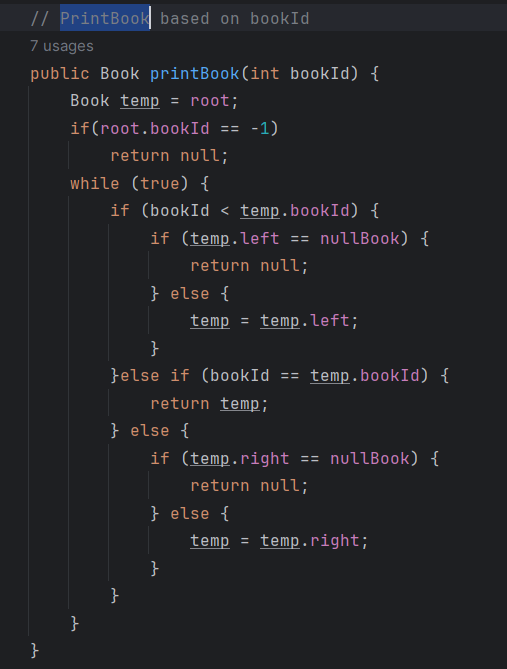 // PrintBook based on bookId
7 usages
public Book printBook(int bookId) {
    Book temp = root;
    if(root.bookId == -1)
        return null;
    while (true) {
        if (bookId < temp.bookId) {
            if (temp.left == nullBook) {
                return null;
            } else {
                temp = temp.left;
            }
        }else if (bookId == temp.bookId) {
            return temp;
        } else {
            if (temp.right == nullBook) {
                return null;
            } else {
                temp = temp.right;
            }
        }
    }
}